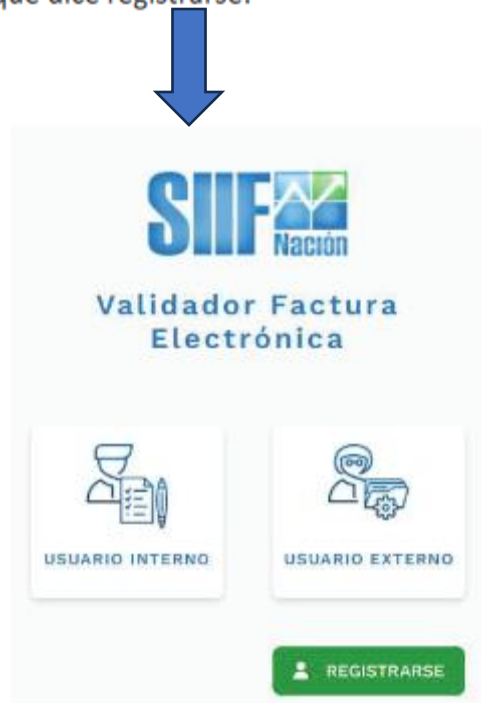 que dice registrarse.
SIIF
Nación
Validador Factura
Electrónica
USUARIO INTERNO
USUARIO EXTERNO
REGISTRARSE